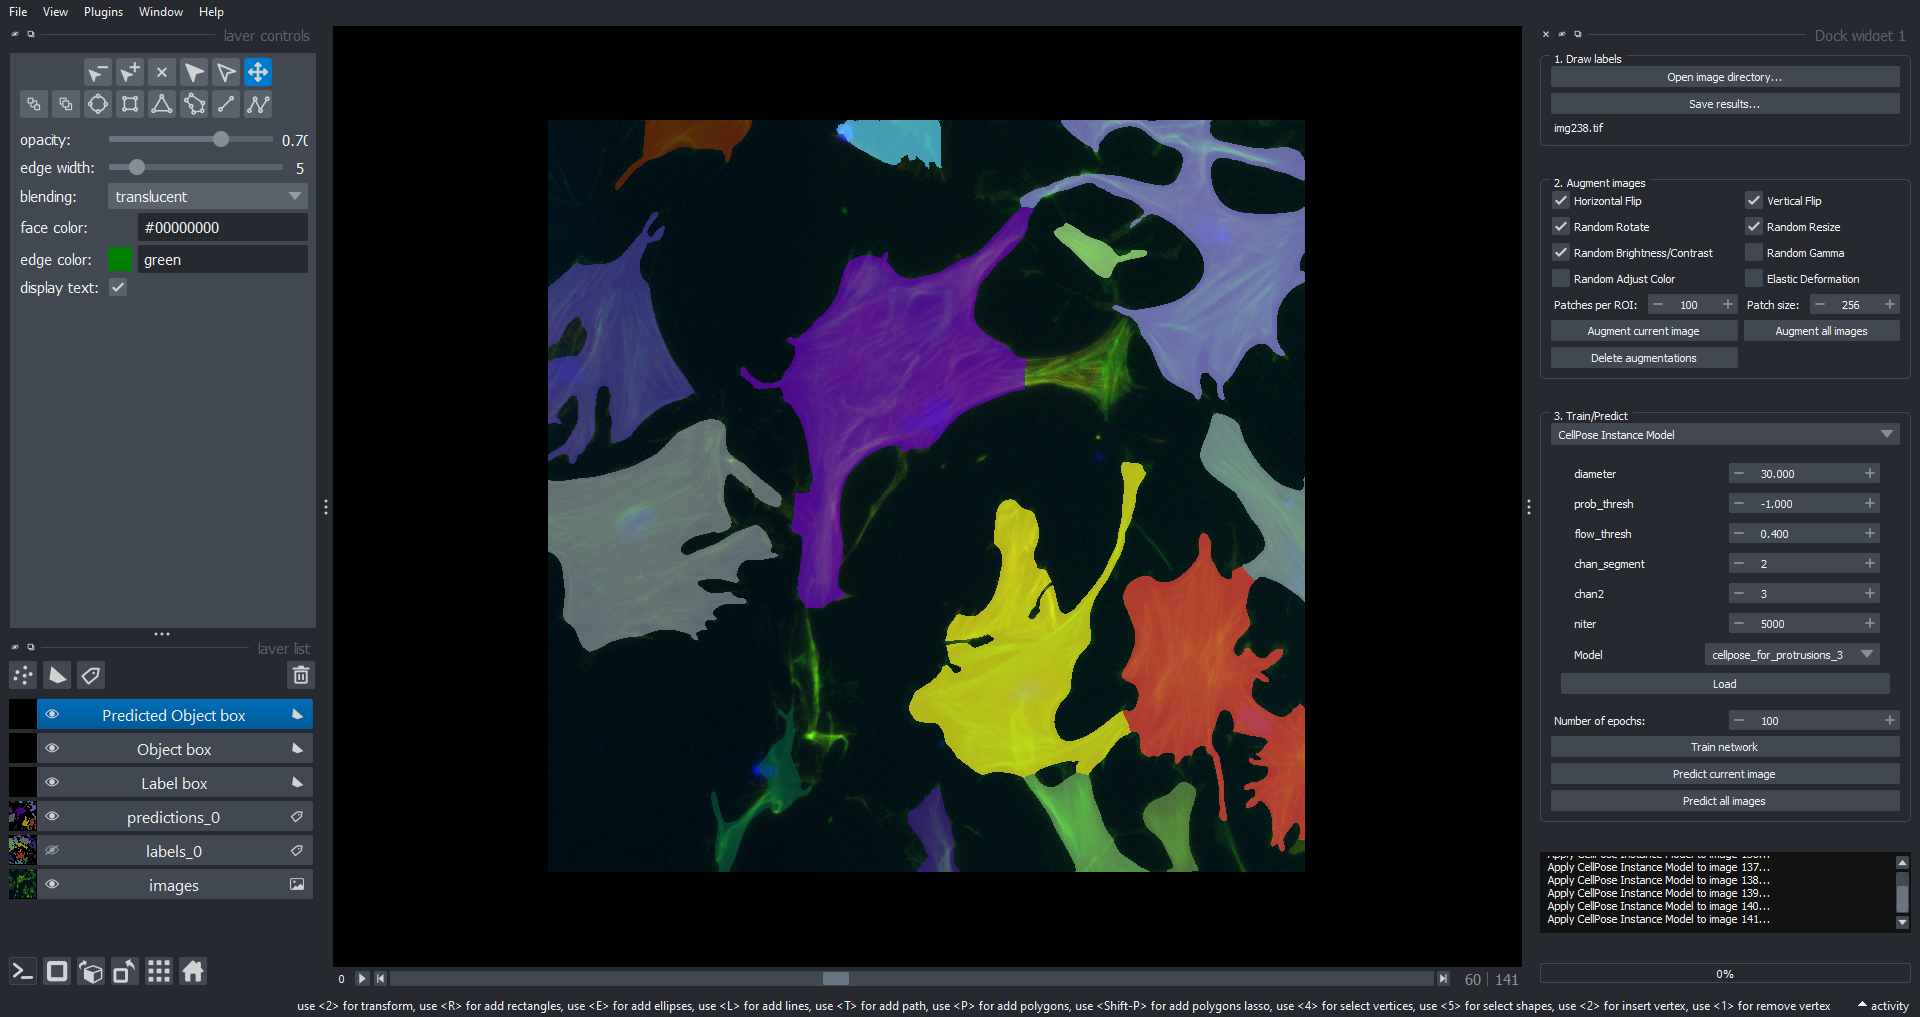 File View Plugins Window Help
layer controls
opacity: 0.70
edge width: 5
blending: translucent
face color: #00000000
edge color: green
display text:
layer list
Predicted Object box
Object box
Label box
predictions_0
labels_0
images
0
60 | 141
use <2> for transform, use <R> for add rectangles, use <E> for add ellipses, use <L> for add lines, use <T> for add path, use <P> for add polygons, use <Shift-P> for add polygons lasso, use <4> for select vertices, use <5> for select shapes, use <2> for insert vertex, use <1> for remove vertex
activity
Dock widget 1
1. Draw labels
Open image directory...
Save results...
img238.tif
2. Augment images
Horizontal Flip Vertical Flip
Random Rotate Random Resize
Random Brightness/Contrast Random Gamma
Random Adjust Color Elastic Deformation
Patches per ROI: 100 Patch size: 256
Augment current image Augment all images
Delete augmentations
3. Train/Predict
CellPose Instance Model
diameter 30.000
prob_thresh -1.000
flow_thresh 0.400
chan_segment 2
chan2 3
niter 5000
Model cellpose_for_protrusions_3
Load
Number of epochs: 100
Train network
Predict current image
Predict all images
Apply CellPose Instance Model to image 137...
Apply CellPose Instance Model to image 138...
Apply CellPose Instance Model to image 139...
Apply CellPose Instance Model to image 140...
Apply CellPose Instance Model to image 141...
0%